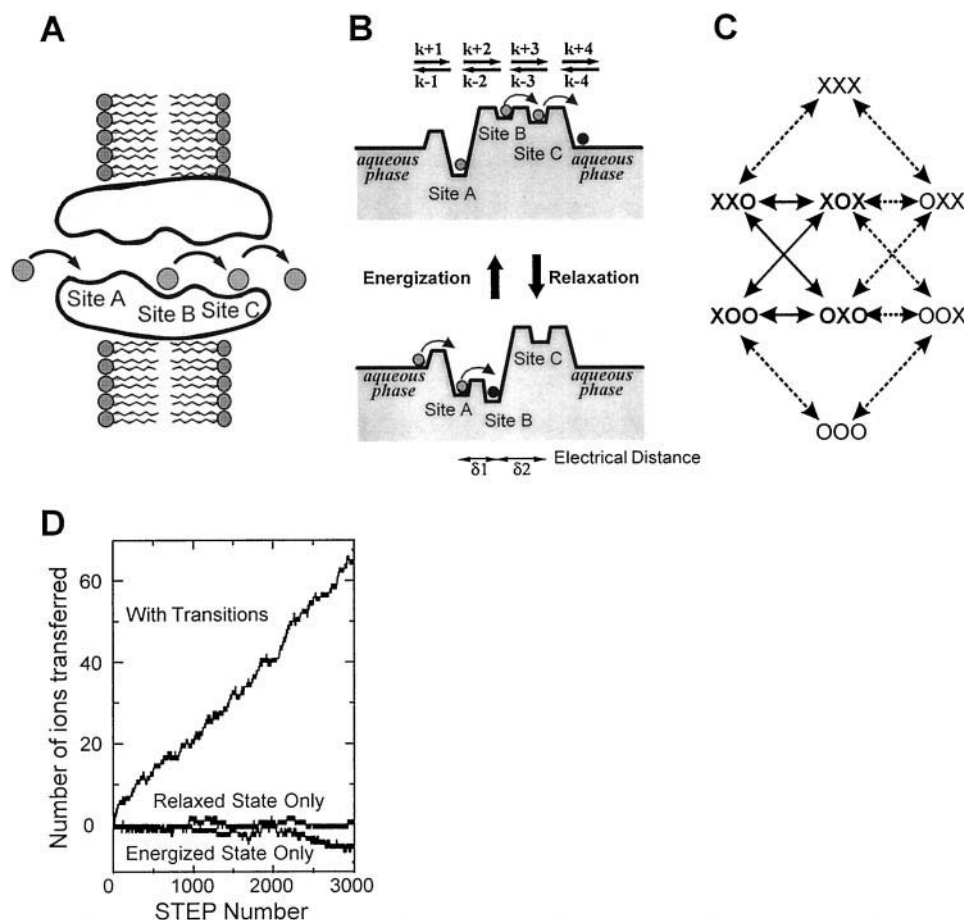 A
Site A
Site B
Site C
B
k+1 k+2 k+3 k+4
k-1 k-2 k-3 k-4
Site B
Site C
aqueous
phase
Site A
aqueous
phase
Energization
Relaxation
aqueous
phase
Site A
Site B
Site C
aqueous
phase
δ1 δ2 Electrical Distance
C
XXX
XXO XOX OXX
XOO OXO OOX
OOO
D
Number of ions transferred
60
40
20
0
With Transitions
Relaxed State Only
Energized State Only
0 1000 2000 3000
STEP Number